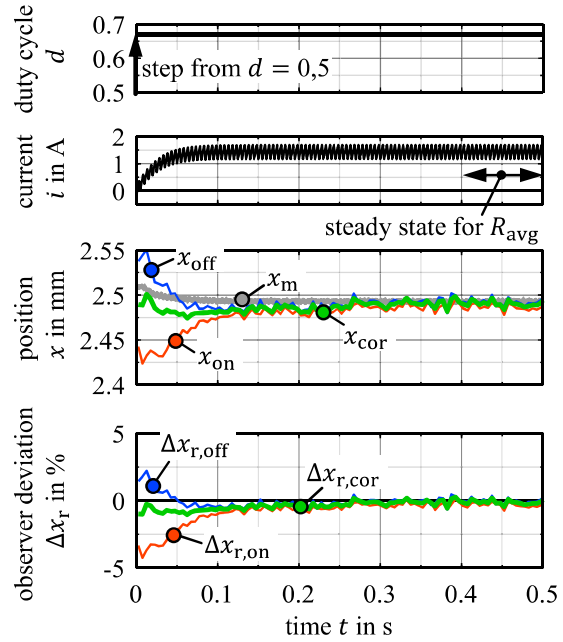 duty cycle
d
0.7
0.6
0.5
step from d = 0,5
current
i in A
2
1
0
steady state for R_avg
position
x in mm
2.55
2.5
2.45
2.4
x_off
x_m
x_cor
x_on
observer deviation
Δx_r in %
5
0
-5
Δx_r,off
Δx_r,cor
Δx_r,on
0 0.1 0.2 0.3 0.4 0.5
time t in s